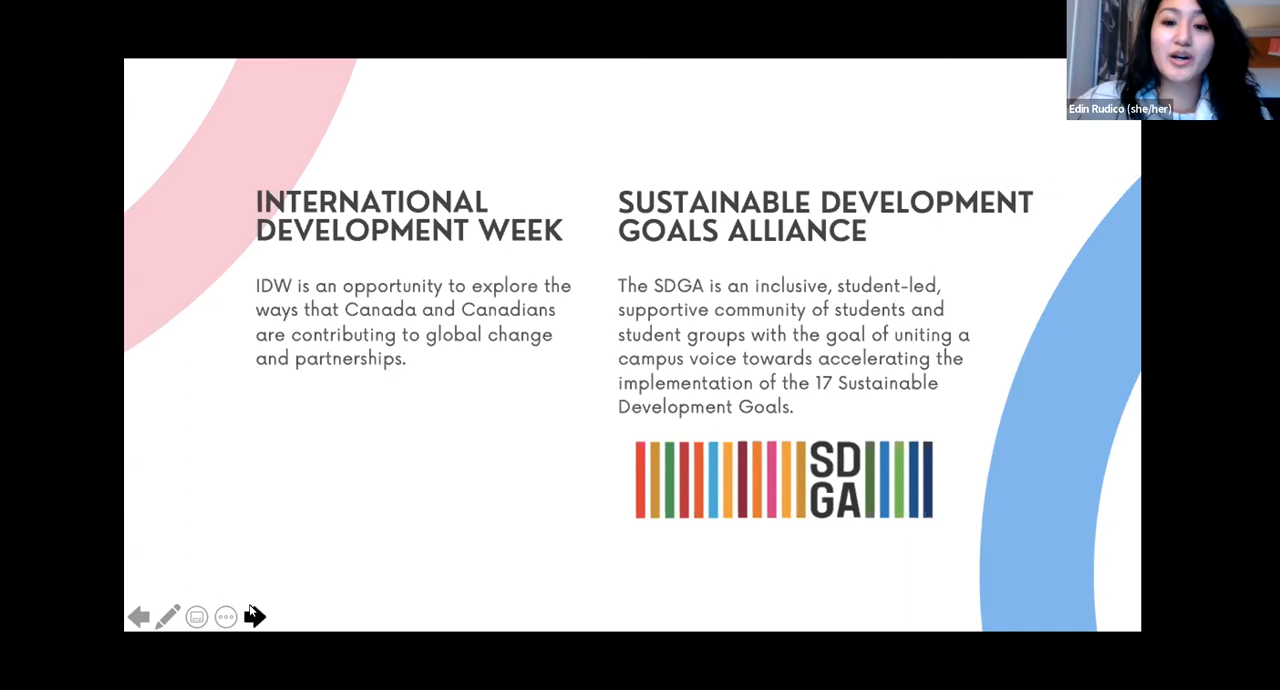 Edin Rudico (she/her)
INTERNATIONAL
DEVELOPMENT WEEK
IDW is an opportunity to explore the
ways that Canada and Canadians
are contributing to global change
and partnerships.
SUSTAINABLE DEVELOPMENT
GOALS ALLIANCE
The SDGA is an inclusive, student-led,
supportive community of students and
student groups with the goal of uniting a
campus voice towards accelerating the
implementation of the 17 Sustainable
Development Goals.
SD
GA